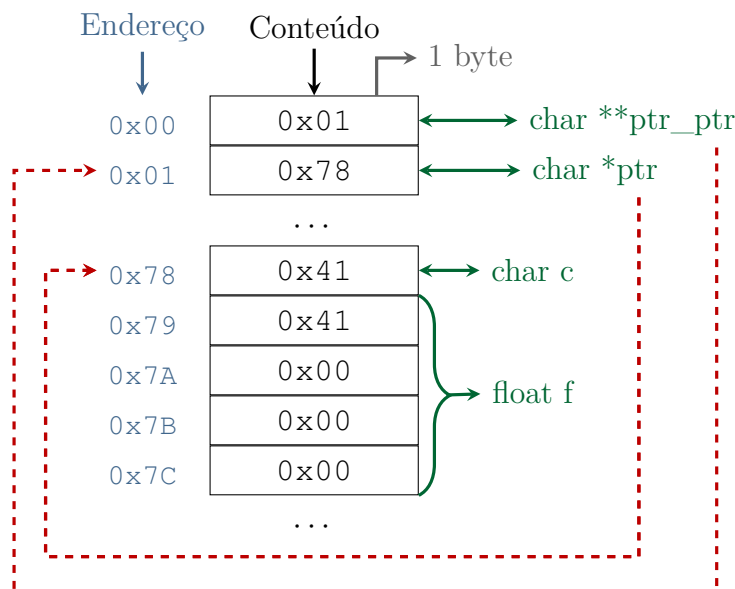 Endereço Conteúdo
1 byte
0x00 0x01 char **ptr_ptr
0x01 0x78 char *ptr
...
0x78 0x41 char c
0x79 0x41
0x7A 0x00
float f
0x7B 0x00
0x7C 0x00
...